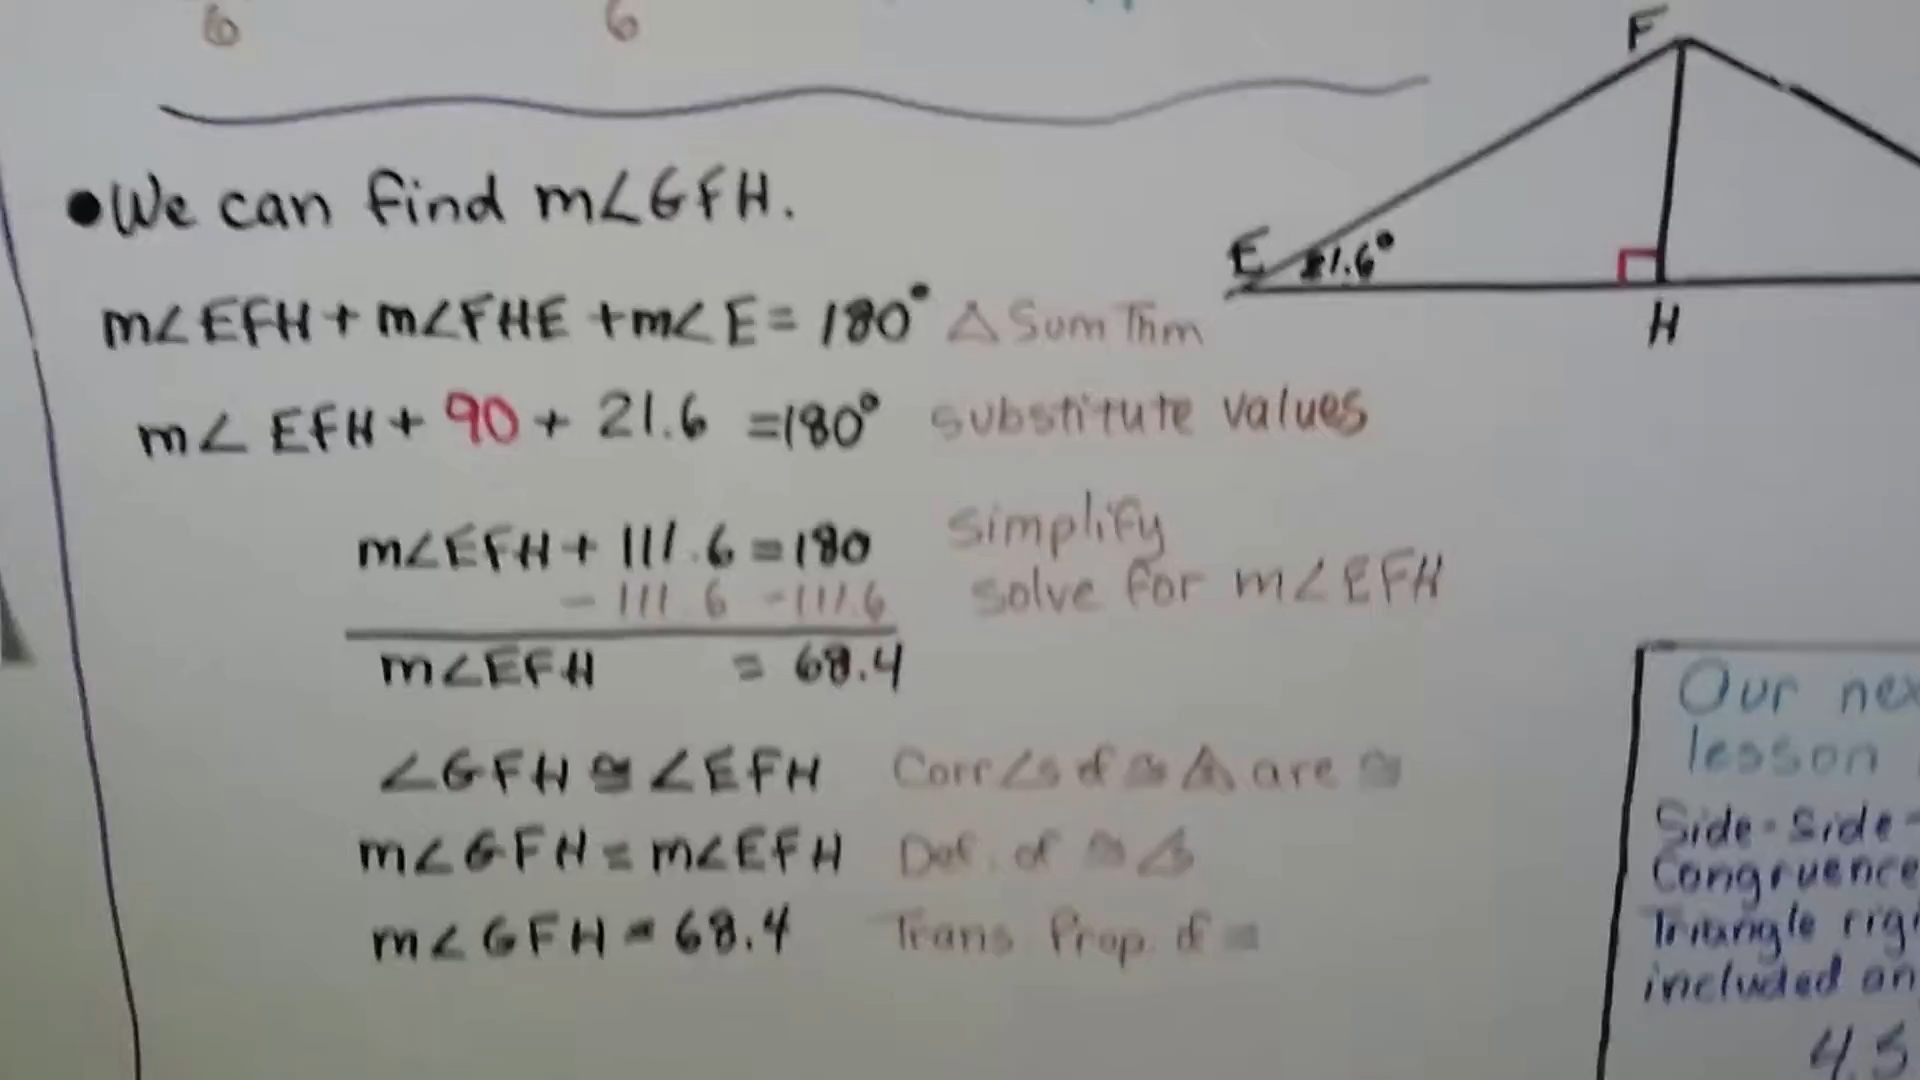 6 6
• We can find m∠GFH.
m∠EFH + m∠FHE + m∠E = 180° △ Sum Thm
m∠EFH + 90 + 21.6 = 180° substitute values
m∠EFH + 111.6 = 180 simplify
- 111.6 - 111.6 solve for m∠EFH
m∠EFH = 68.4
∠GFH ≅ ∠EFH Corr ∠s of ≅ △s are ≅
m∠GFH = m∠EFH Def. of ≅ ∠s
m∠GFH = 68.4 Trans. Prop. of =
F
E 21.6°
H
Our
lesson
Side-Side-
Congruence
Triangle
included
4.5